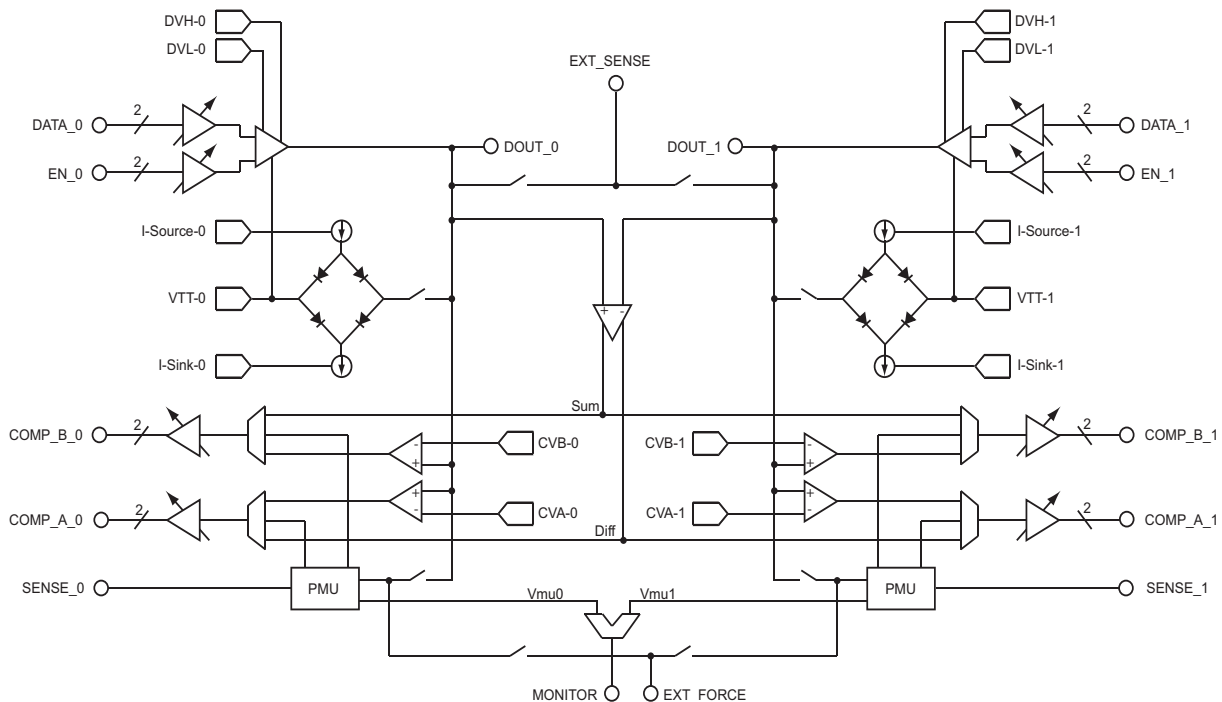 DVH-0
DVH-1
DVL-0
DVL-1
EXT_SENSE
2
2
DATA_0
DATA_1
DOUT_0
DOUT_1
2
2
EN_0
EN_1
I-Source-0
I-Source-1
VTT-0
VTT-1
+ -
I-Sink-0
I-Sink-1
Sum
2
2
COMP_B_0
COMP_B_1
-
+
CVB-0
CVB-1
-
+
2
2
COMP_A_0
COMP_A_1
+
-
CVA-0
CVA-1
+
-
Diff
SENSE_0
PMU
PMU
SENSE_1
Vmu0
Vmu1
MONITOR
EXT FORCE